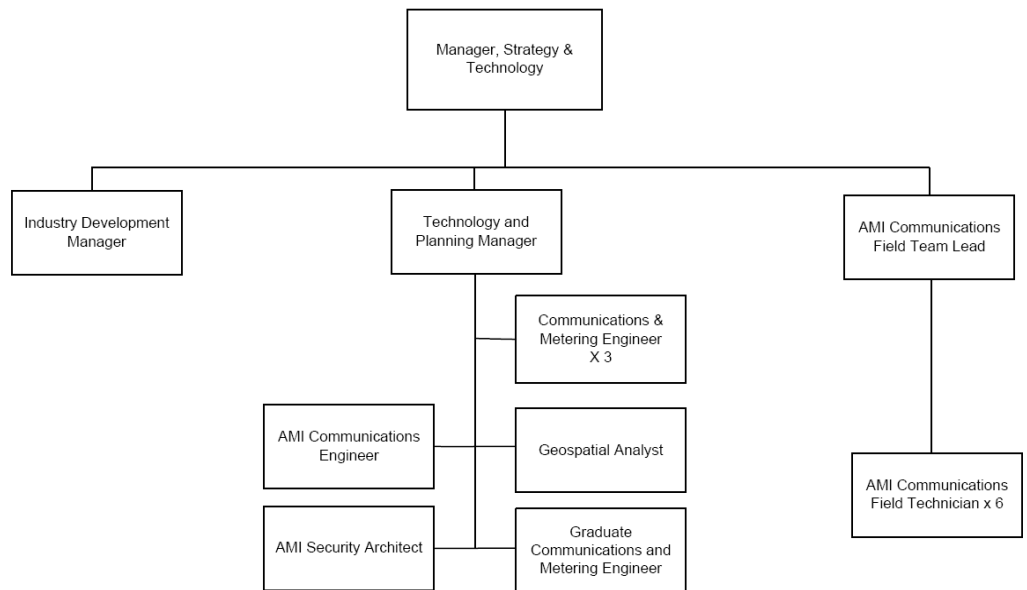 Manager, Strategy &
Technology
Industry Development
Manager
Technology and
Planning Manager
AMI Communications
Field Team Lead
Communications &
Metering Engineer
X 3
AMI Communications
Engineer
Geospatial Analyst
AMI Communications
Field Technician x 6
AMI Security Architect
Graduate
Communications and
Metering Engineer